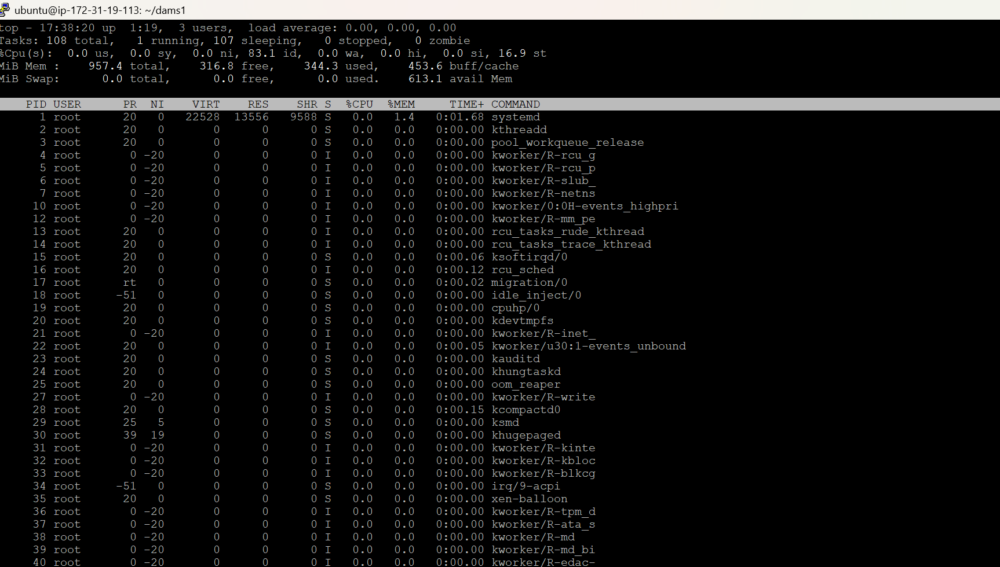 ubuntu@ip-172-31-19-113: ~/dams1
top - 17:38:20 up  1:19,  3 users,  load average: 0.00, 0.00, 0.00
Tasks: 108 total,   1 running, 107 sleeping,   0 stopped,   0 zombie
%Cpu(s):  0.0 us,  0.0 sy,  0.0 ni, 83.1 id,  0.0 wa,  0.0 hi,  0.0 si, 16.9 st
MiB Mem :    957.4 total,    316.8 free,    344.3 used,    453.6 buff/cache
MiB Swap:      0.0 total,      0.0 free,      0.0 used.    613.1 avail Mem
PID USER      PR  NI    VIRT    RES    SHR S  %CPU  %MEM     TIME+ COMMAND
1 root      20   0   22528  13556   9588 S   0.0   1.4   0:01.68 systemd
2 root      20   0       0      0      0 S   0.0   0.0   0:00.00 kthreadd
3 root      20   0       0      0      0 S   0.0   0.0   0:00.00 pool_workqueue_release
4 root       0 -20       0      0      0 I   0.0   0.0   0:00.00 kworker/R-rcu_g
5 root       0 -20       0      0      0 I   0.0   0.0   0:00.00 kworker/R-rcu_p
6 root       0 -20       0      0      0 I   0.0   0.0   0:00.00 kworker/R-slub_
7 root       0 -20       0      0      0 I   0.0   0.0   0:00.00 kworker/R-netns
10 root       0 -20       0      0      0 I   0.0   0.0   0:00.00 kworker/0:0H-events_highpri
12 root       0 -20       0      0      0 I   0.0   0.0   0:00.00 kworker/R-mm_pe
13 root      20   0       0      0      0 I   0.0   0.0   0:00.00 rcu_tasks_rude_kthread
14 root      20   0       0      0      0 I   0.0   0.0   0:00.00 rcu_tasks_trace_kthread
15 root      20   0       0      0      0 S   0.0   0.0   0:00.06 ksoftirqd/0
16 root      20   0       0      0      0 I   0.0   0.0   0:00.12 rcu_sched
17 root      rt   0       0      0      0 S   0.0   0.0   0:00.02 migration/0
18 root     -51   0       0      0      0 S   0.0   0.0   0:00.00 idle_inject/0
19 root      20   0       0      0      0 S   0.0   0.0   0:00.00 cpuhp/0
20 root      20   0       0      0      0 S   0.0   0.0   0:00.00 kdevtmpfs
21 root       0 -20       0      0      0 I   0.0   0.0   0:00.00 kworker/R-inet_
22 root      20   0       0      0      0 I   0.0   0.0   0:00.05 kworker/u30:1-events_unbound
23 root      20   0       0      0      0 S   0.0   0.0   0:00.00 kauditd
24 root      20   0       0      0      0 S   0.0   0.0   0:00.00 khungtaskd
25 root      20   0       0      0      0 S   0.0   0.0   0:00.00 oom_reaper
27 root       0 -20       0      0      0 I   0.0   0.0   0:00.00 kworker/R-write
28 root      20   0       0      0      0 S   0.0   0.0   0:00.15 kcompactd0
29 root      25   5       0      0      0 S   0.0   0.0   0:00.00 ksmd
30 root      39  19       0      0      0 S   0.0   0.0   0:00.00 khugepaged
31 root       0 -20       0      0      0 I   0.0   0.0   0:00.00 kworker/R-kinte
32 root       0 -20       0      0      0 I   0.0   0.0   0:00.00 kworker/R-kbloc
33 root       0 -20       0      0      0 I   0.0   0.0   0:00.00 kworker/R-blkcg
34 root     -51   0       0      0      0 S   0.0   0.0   0:00.00 irq/9-acpi
35 root      20   0       0      0      0 S   0.0   0.0   0:00.00 xen-balloon
36 root       0 -20       0      0      0 I   0.0   0.0   0:00.00 kworker/R-tpm_d
37 root       0 -20       0      0      0 I   0.0   0.0   0:00.00 kworker/R-ata_s
38 root       0 -20       0      0      0 I   0.0   0.0   0:00.00 kworker/R-md
39 root       0 -20       0      0      0 I   0.0   0.0   0:00.00 kworker/R-md_bi
40 root       0 -20       0      0      0 I   0.0   0.0   0:00.00 kworker/R-edac-